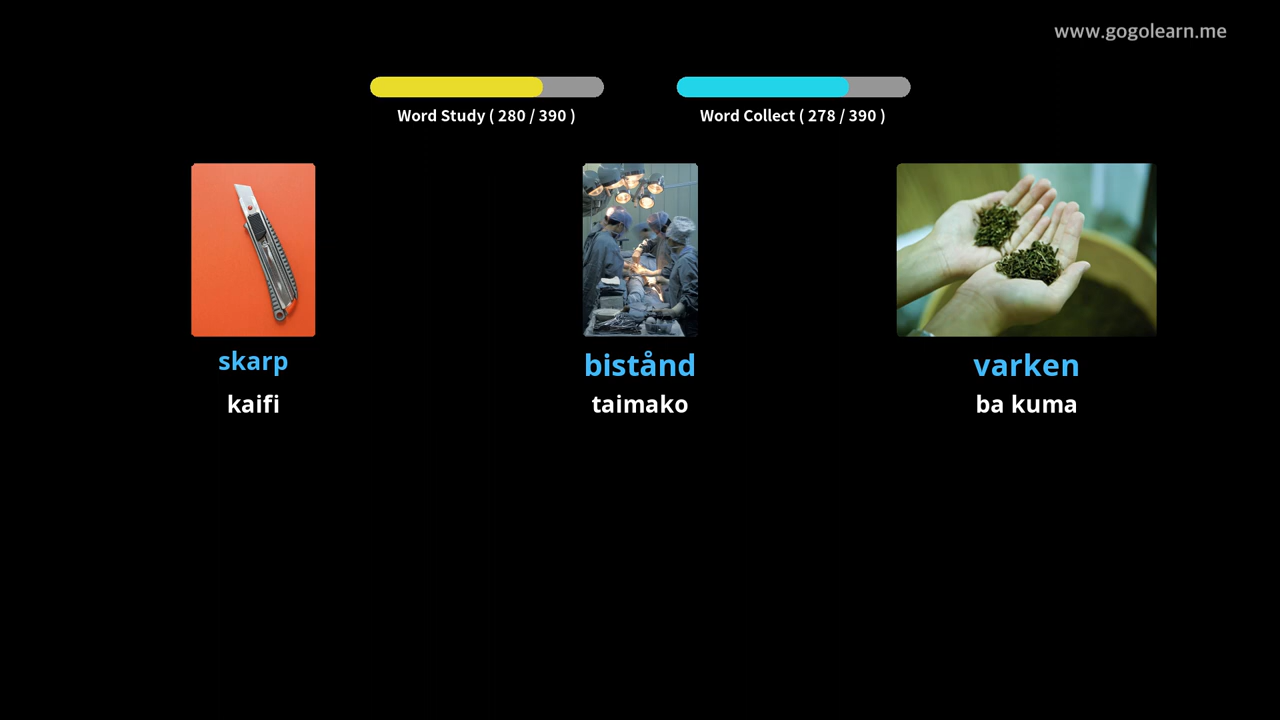 www.gogolearn.me
Word Study ( 280 / 390 )
Word Collect ( 278 / 390 )
skarp
bistånd
varken
kaifi
taimako
ba kuma